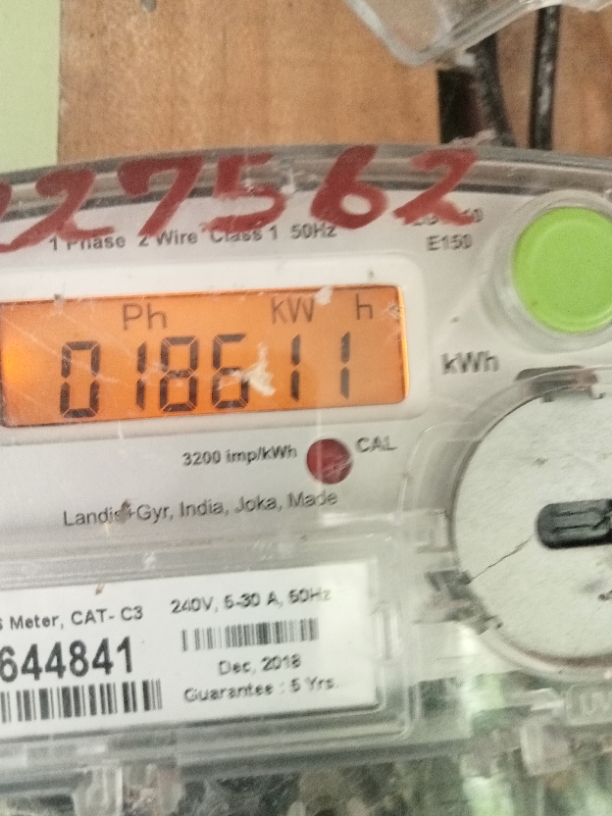 227562
1 Phase 2 Wire Class 1 50Hz
E150
Ph kW h
018611
kWh
3200 imp/kWh
CAL
Landis+Gyr, India, Joka, Made
Meter, CAT- C3
240V, 5-30 A, 50Hz
644841
Dec, 2018
Guarantee : 5 Yrs.